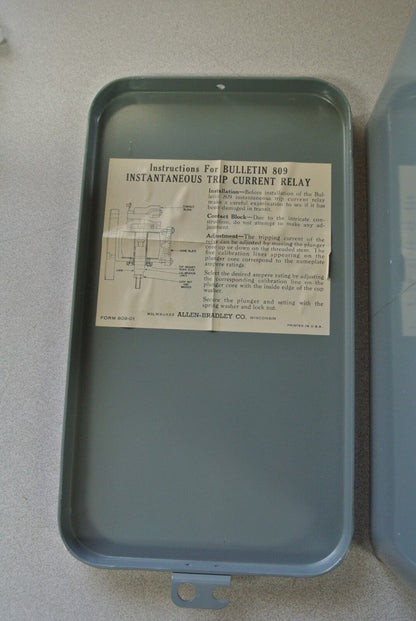 Instructions For BULLETIN 809
INSTANTANEOUS TRIP CURRENT RELAY
Installation—Before installation of the Bul-
letin 809 instantaneous trip current relay
make a careful examination to see if it has
been damaged in transit.
Contact Block—Due to the intricate con-
struction, do not attempt to make any ad-
justment.
Adjustment—The tripping current of the
relay can be adjusted by moving the plunger
core up or down on the threaded stem. The
five calibration lines appearing on the
plunger core correspond to the nameplate
ampere ratings.
Select the desired ampere rating by adjusting
the corresponding calibration line on the
plunger core with the inside edge of the cup
washer.
Secure the plunger and setting with the
spring washer and lock nut.
CONTACT BLOCK
CORE
FORM 809-01
MILWAUKEE ALLEN-BRADLEY CO. WISCONSIN
PRINTED IN U.S.A.